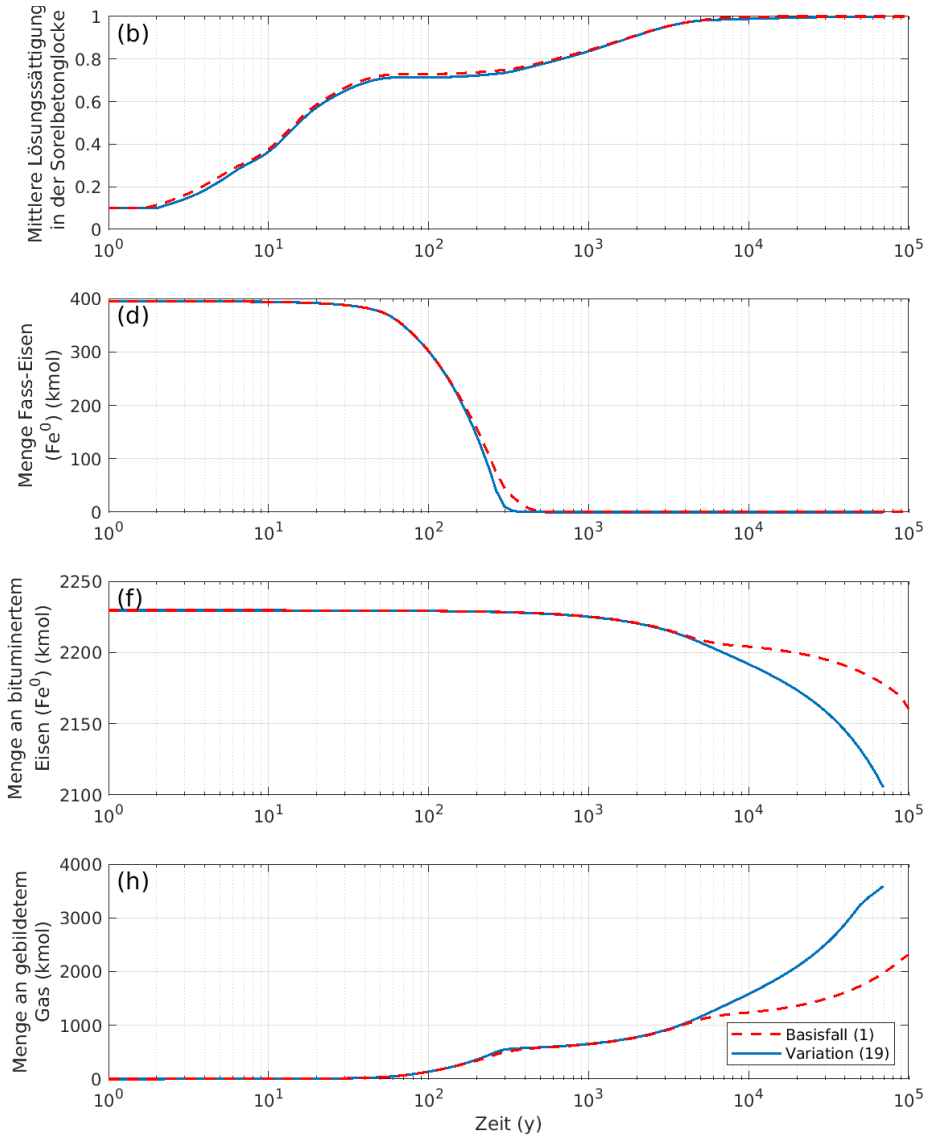 (b)
Mittlere Lösungssättigung
in der Sorelbetonglocke
1
0.8
0.6
0.4
0.2
0
10^0 10^1 10^2 10^3 10^4 10^5
(d)
Menge Fass-Eisen
(Fe^0) (kmol)
400
300
200
100
0
10^0 10^1 10^2 10^3 10^4 10^5
(f)
Menge an bituminertem
Eisen (Fe^0) (kmol)
2250
2200
2150
2100
10^0 10^1 10^2 10^3 10^4 10^5
(h)
Menge an gebildetem
Gas (kmol)
4000
3000
2000
1000
0
Basisfall (1)
Variation (19)
10^0 10^1 10^2 10^3 10^4 10^5
Zeit (y)